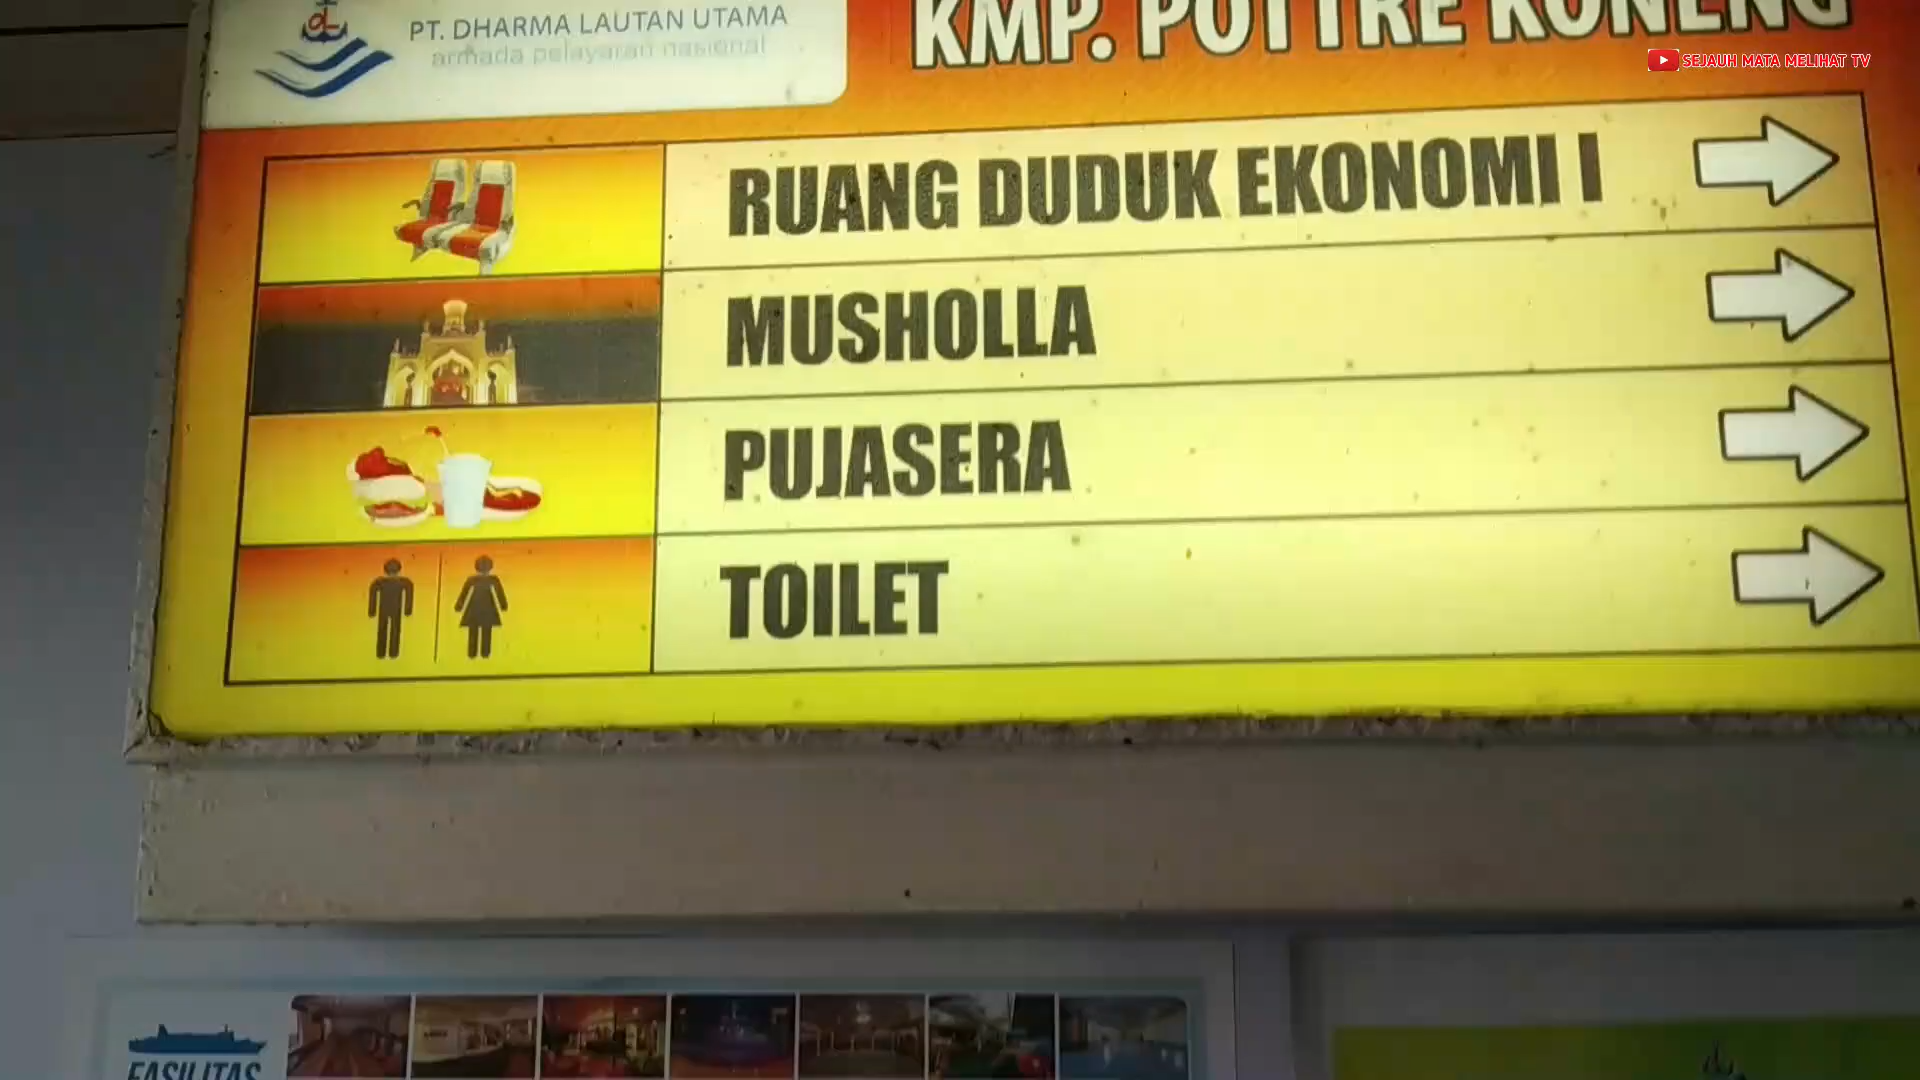 PT. DHARMA LAUTAN UTAMA
armada pelayaran nasional
KMP. POTTRE KONENG
SEJAUH MATA MELIHAT TV
RUANG DUDUK EKONOMI I
MUSHOLLA
PUJASERA
TOILET
FASILITAS